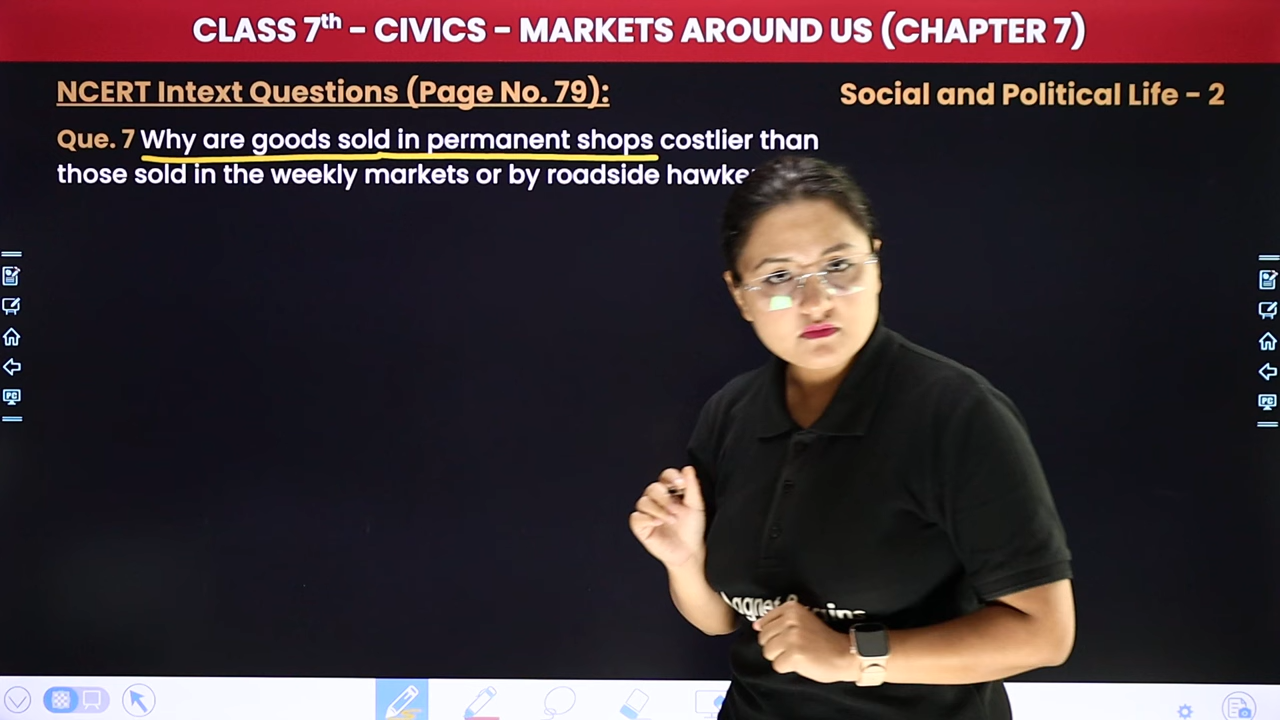 CLASS 7th - CIVICS - MARKETS AROUND US (CHAPTER 7)
NCERT Intext Questions (Page No. 79):
Social and Political Life - 2
Que. 7 Why are goods sold in permanent shops costlier than
those sold in the weekly markets or by roadside